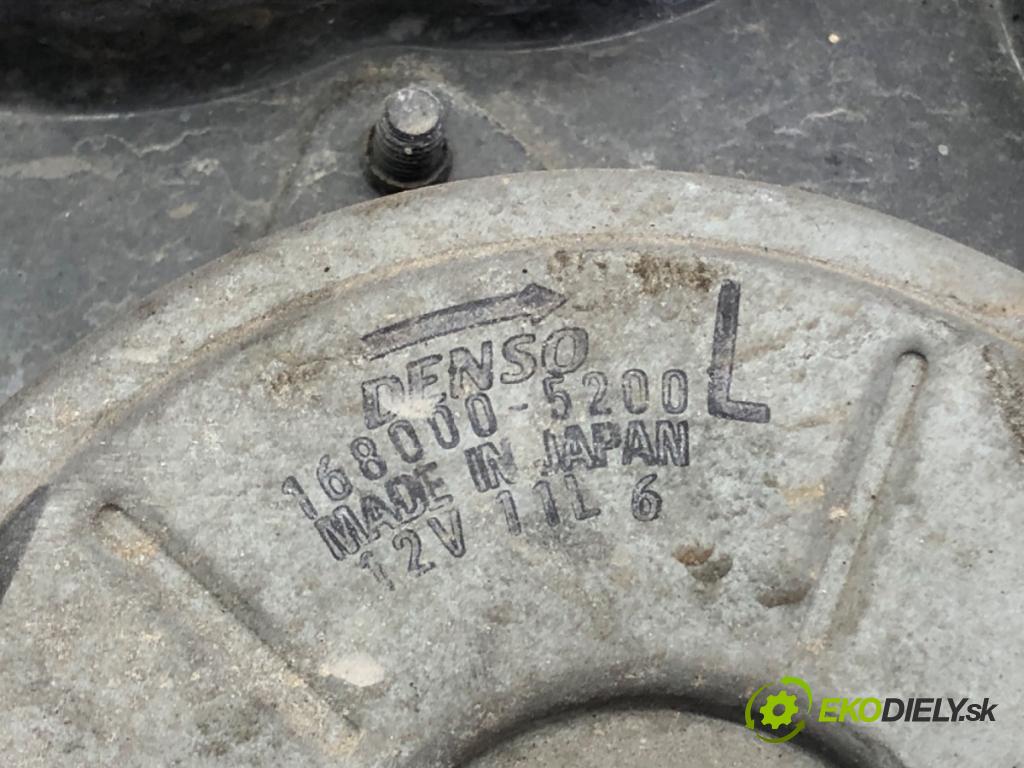 DENSO
168000-5200 L
MADE IN JAPAN
12V 11L 6
EKODIELY.sk